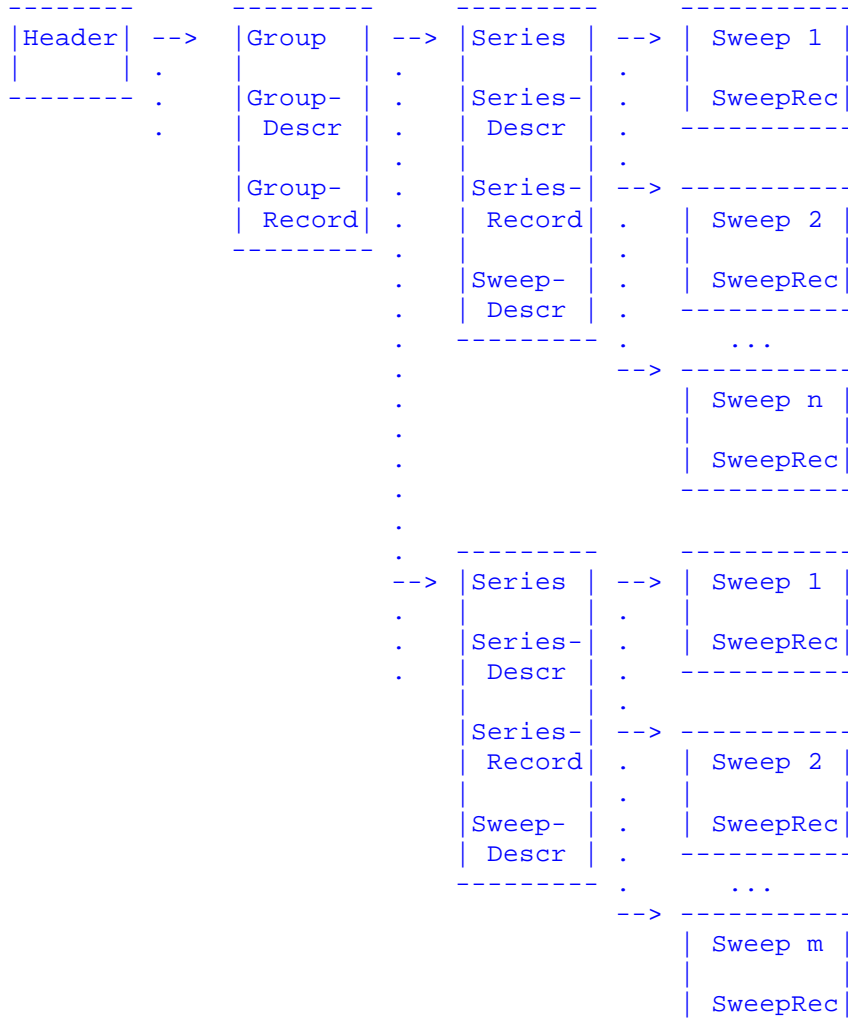 --------        ---------       ---------       -----------
|Header|  -->   |Group  |  -->  |Series |  -->  | Sweep 1 |
|      |  .     |       |  .    |       |  .    |         |
--------  .     |Group- |  .    |Series-|  .    | SweepRec|
          .     | Descr |  .    | Descr |  .    -----------
                |       |  .    |       |  .
                |Group- |  .    |Series-|  -->  -----------
                | Record|  .    | Record|  .    | Sweep 2 |
                ---------  .    |       |  .    |         |
                           .    |Sweep- |  .    | SweepRec|
                           .    | Descr |  .    -----------
                           .    ---------  .        ...
                           .               -->  -----------
                           .                    | Sweep n |
                           .                    |         |
                           .                    | SweepRec|
                           .                    -----------
                           .
                           .    ---------       -----------
                           -->  |Series |  -->  | Sweep 1 |
                           .    |       |  .    |         |
                           .    |Series-|  .    | SweepRec|
                           .    | Descr |  .    -----------
                                |       |  .
                                |Series-|  -->  -----------
                                | Record|  .    | Sweep 2 |
                                |       |  .    |         |
                                |Sweep- |  .    | SweepRec|
                                | Descr |  .    -----------
                                ---------  .        ...
                                           -->  -----------
                                                | Sweep m |
                                                |         |
                                                | SweepRec|